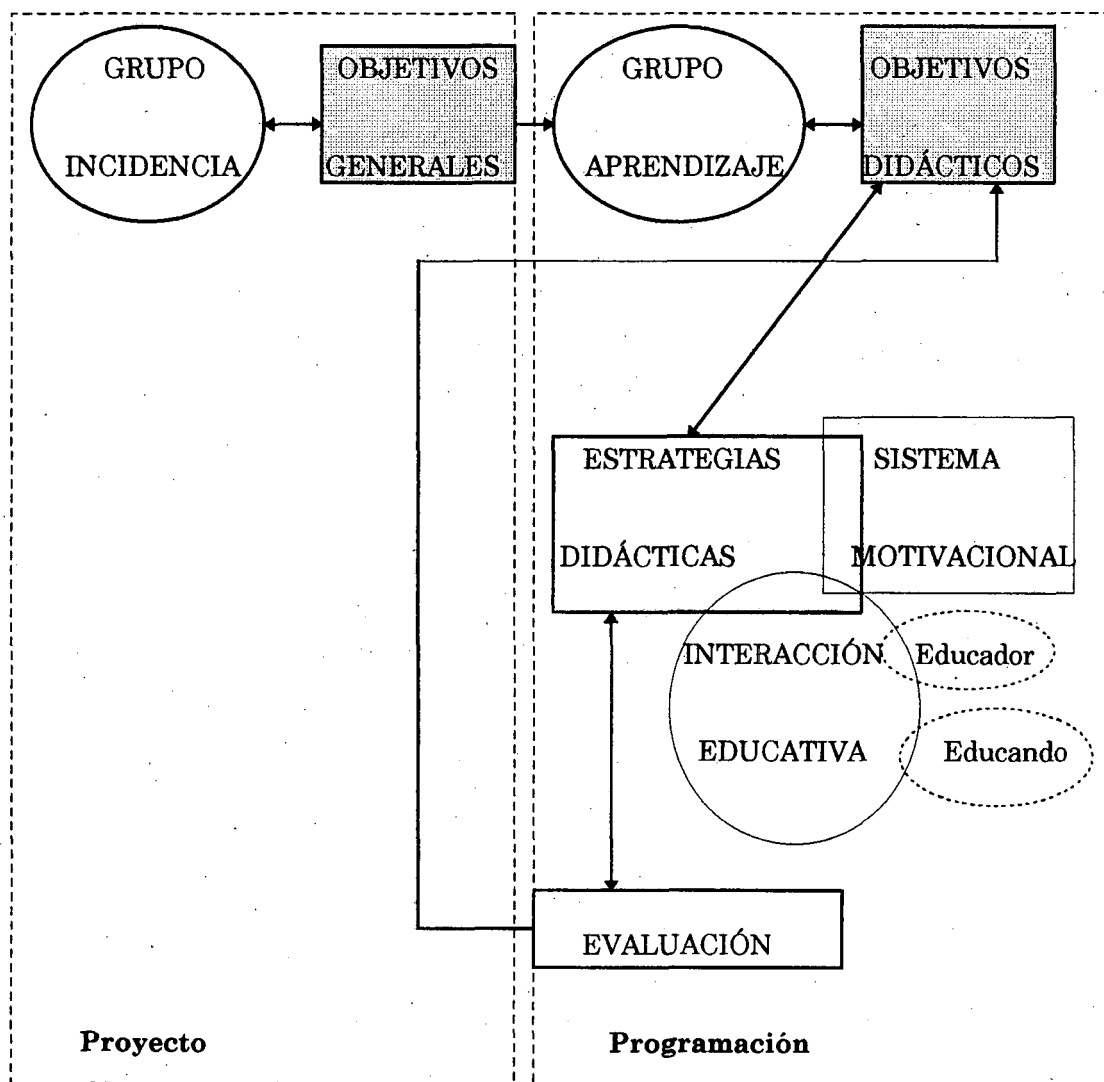 GRUPO
INCIDENCIA
OBJETIVOS
GENERALES
GRUPO
APRENDIZAJE
OBJETIVOS
DIDÁCTICOS
ESTRATEGIAS
DIDÁCTICAS
SISTEMA
MOTIVACIONAL
INTERACCIÓN
EDUCATIVA
Educador
Educando
EVALUACIÓN
Proyecto
Programación